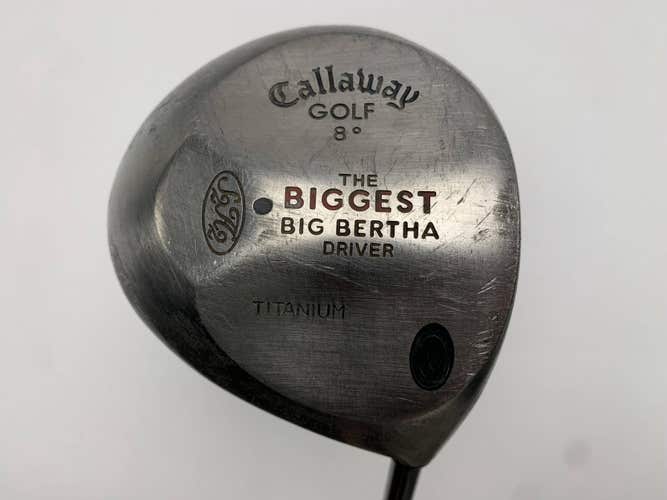 Callaway
GOLF
8°
THE
BIGGEST
BIG BERTHA
DRIVER
TITANIUM